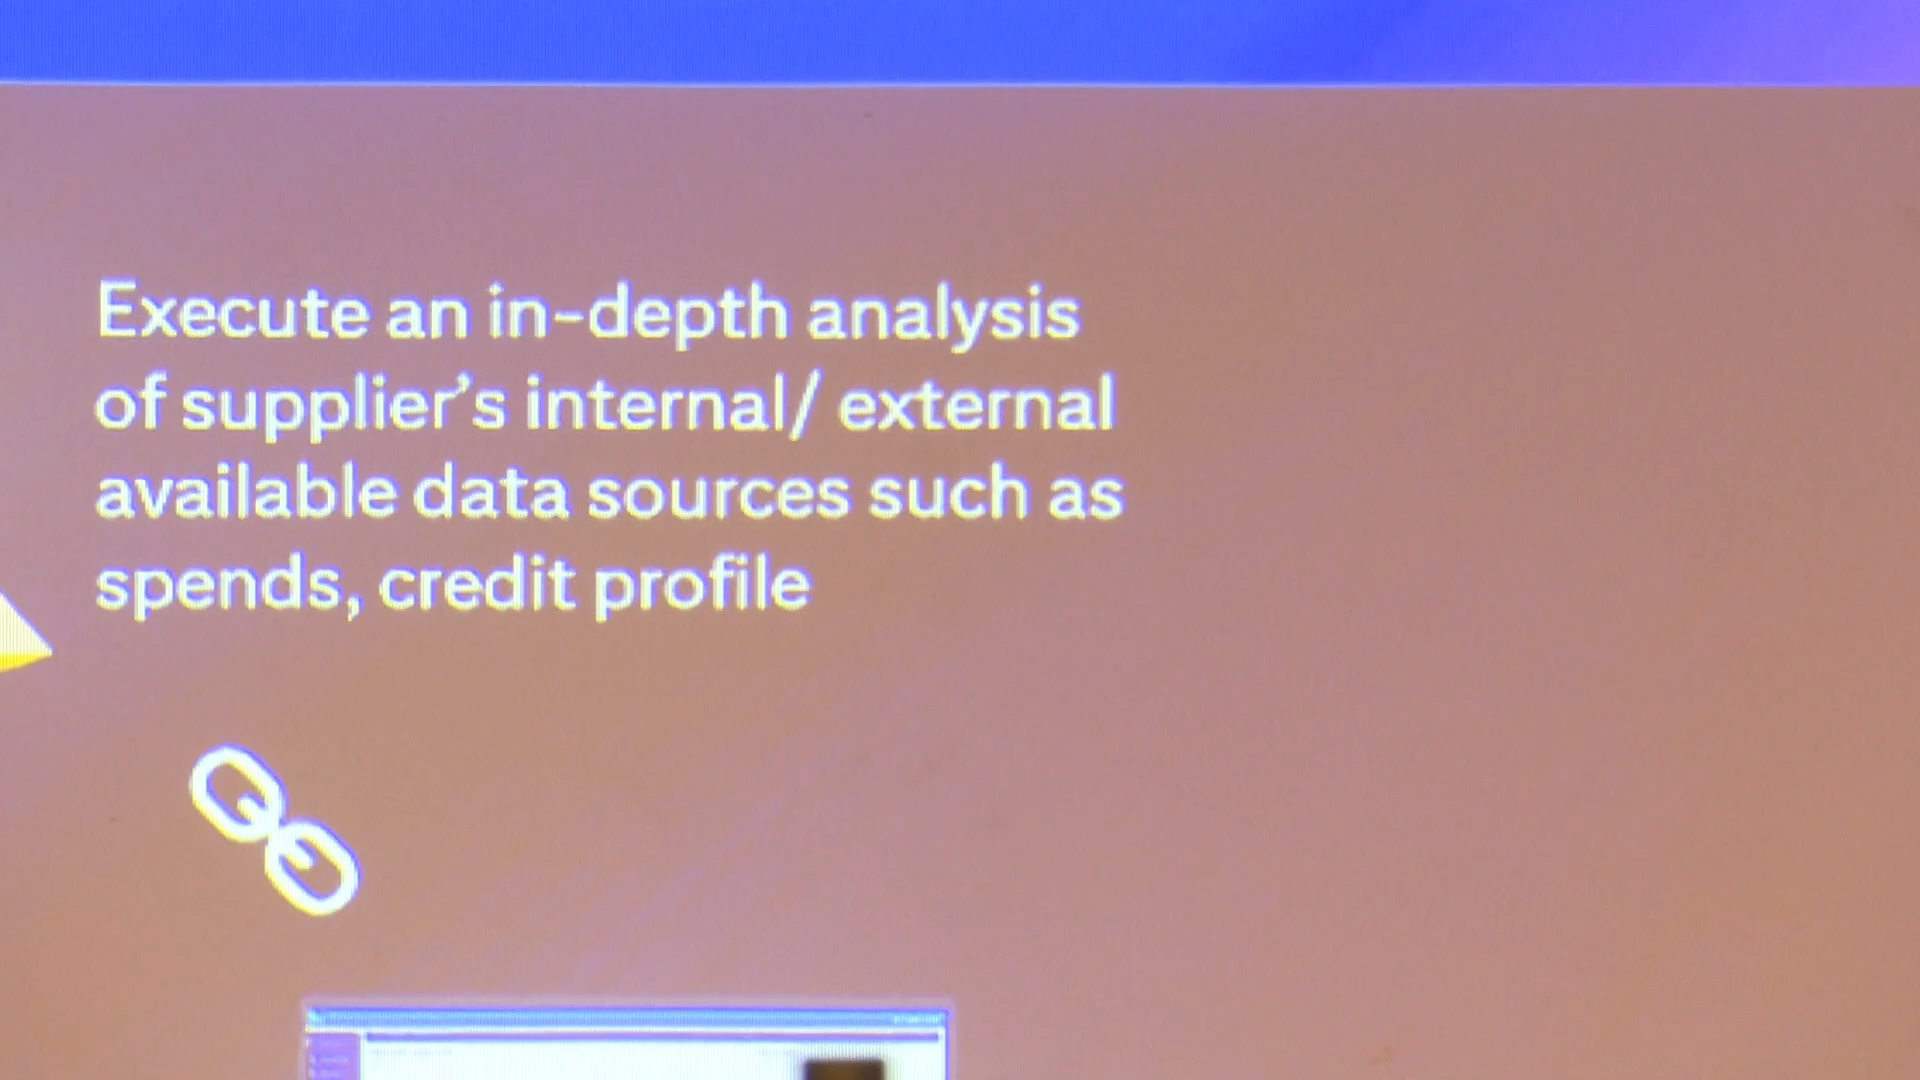 Execute an in-depth analysis
of supplier's internal/ external
available data sources such as
spends, credit profile